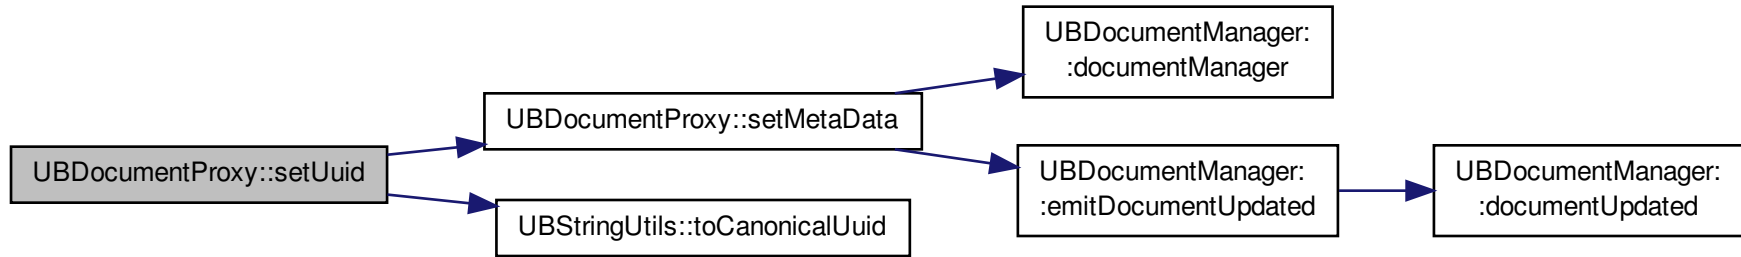 UBDocumentProxy::setUuid
UBDocumentProxy::setMetaData
UBStringUtils::toCanonicalUuid
UBDocumentManager:
:documentManager
UBDocumentManager:
:emitDocumentUpdated
UBDocumentManager:
:documentUpdated